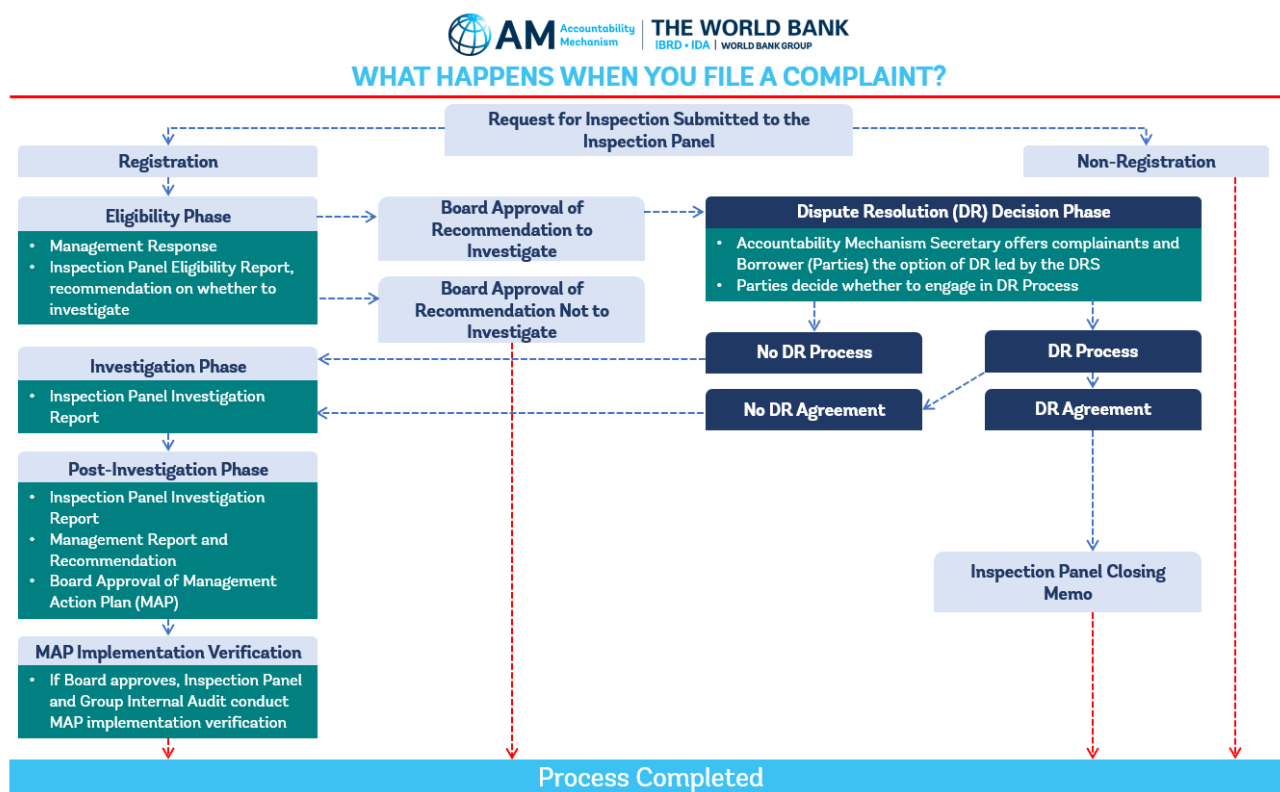 AM Accountability Mechanism
THE WORLD BANK
IBRD • IDA | WORLD BANK GROUP
WHAT HAPPENS WHEN YOU FILE A COMPLAINT?
Request for Inspection Submitted to the
Inspection Panel
Registration
Non-Registration
Eligibility Phase
• Management Response
• Inspection Panel Eligibility Report,
recommendation on whether to
investigate
Board Approval of
Recommendation to
Investigate
Board Approval of
Recommendation Not to
Investigate
Dispute Resolution (DR) Decision Phase
• Accountability Mechanism Secretary offers complainants and
Borrower (Parties) the option of DR led by the DRS
• Parties decide whether to engage in DR Process
No DR Process
DR Process
No DR Agreement
DR Agreement
Investigation Phase
• Inspection Panel Investigation
Report
Post-Investigation Phase
• Inspection Panel Investigation
Report
• Management Report and
Recommendation
• Board Approval of Management
Action Plan (MAP)
Inspection Panel Closing
Memo
MAP Implementation Verification
• If Board approves, Inspection Panel
and Group Internal Audit conduct
MAP implementation verification
Process Completed